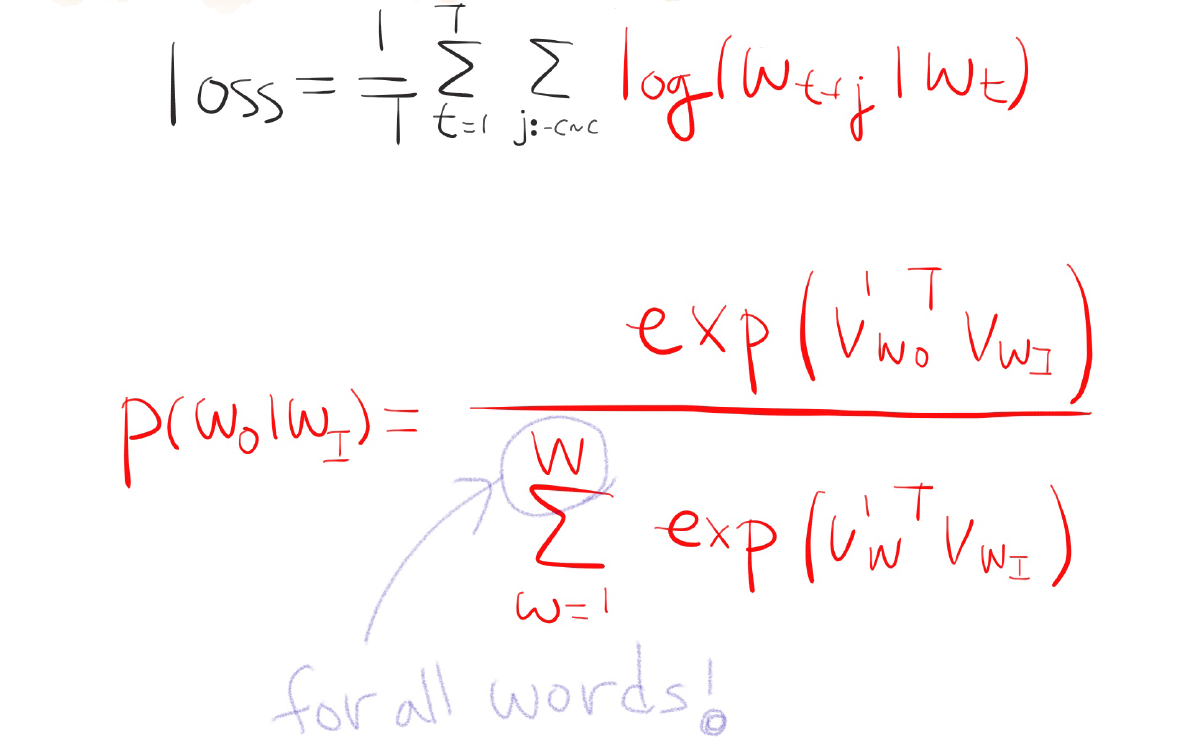 loss = 1/T Σ_{t=1}^{T} Σ_{j:-c~c} log(w_{t+j} | w_t)
p(w_O | w_I) = exp(v'_{w_O}^T v_{w_I}) / Σ_{w=1}^{W} exp(v'_w^T v_{w_I})
for all words!